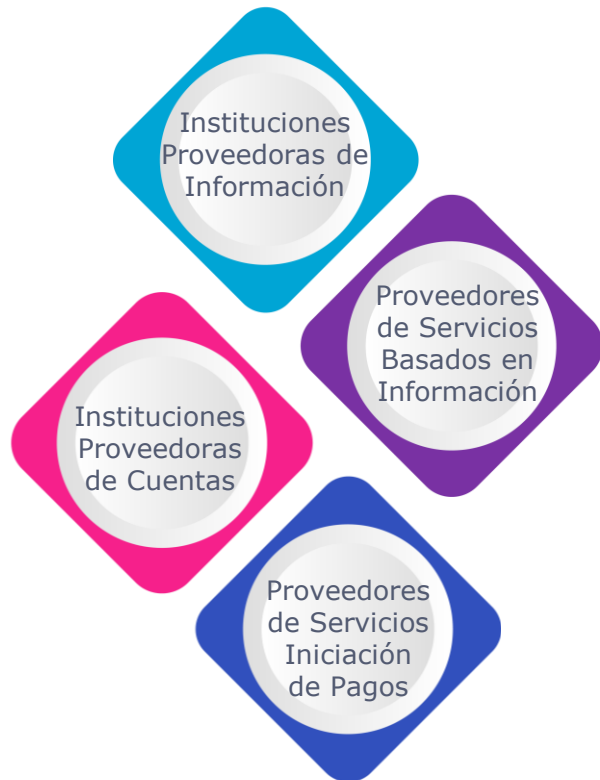 Instituciones
Proveedoras de
Información
Proveedores
de Servicios
Basados en
Información
Instituciones
Proveedoras
de Cuentas
Proveedores
de Servicios
Iniciación
de Pagos